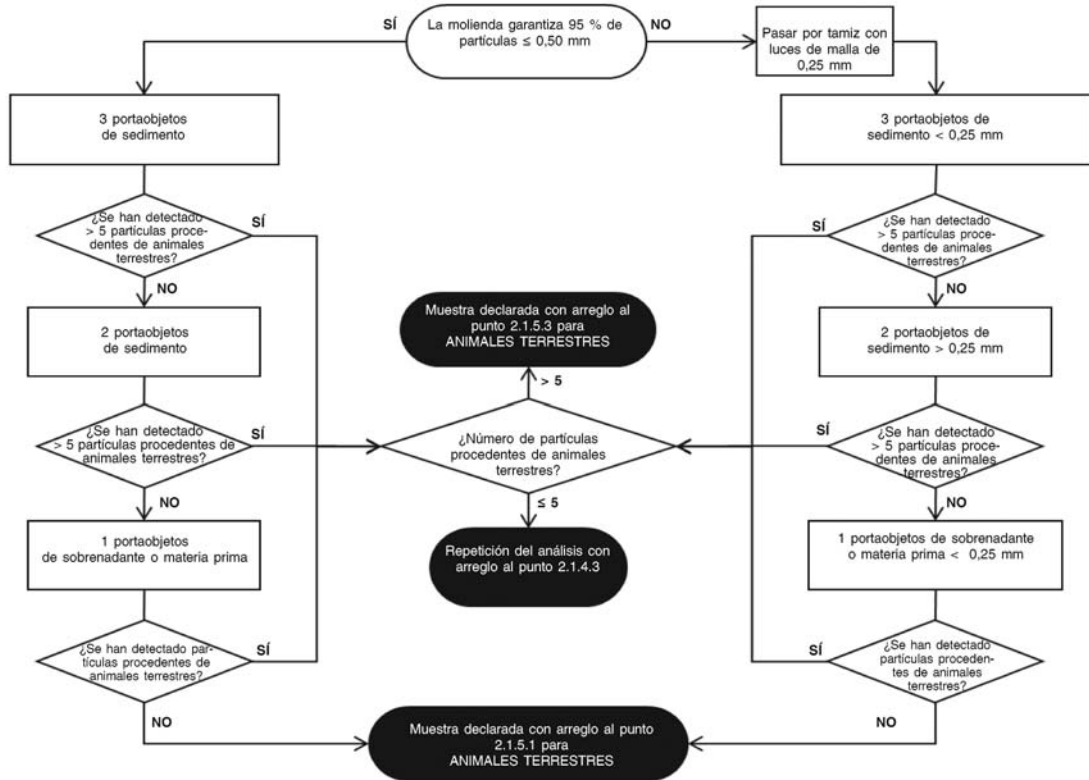 La molienda garantiza 95 % de
partículas ≤ 0,50 mm
SÍ
NO
Pasar por tamiz con
luces de malla de
0,25 mm
3 portaobjetos
de sedimento
3 portaobjetos de
sedimento < 0,25 mm
¿Se han detectado
> 5 partículas proce-
dentes de animales
terrestres?
SÍ
NO
¿Se han detectado
> 5 partículas proce-
dentes de animales
terrestres?
SÍ
NO
2 portaobjetos
de sedimento
Muestra declarada con arreglo al
punto 2.1.5.3 para
ANIMALES TERRESTRES
2 portaobjetos de
sedimento > 0,25 mm
> 5
¿Se han detectado
> 5 partículas procedentes de
animales terrestres?
SÍ
NO
¿Número de partículas
procedentes de animales
terrestres?
≤ 5
SÍ
¿Se han detectado
> 5 partículas proce-
dentes de animales
terrestres?
NO
1 portaobjetos
de sobrenadante o materia prima
Repetición del análisis con
arreglo al punto 2.1.4.3
1 portaobjetos de sobrenadante
o materia prima < 0,25 mm
¿Se han detectado par-
tículas procedentes de
animales terrestres?
SÍ
NO
SÍ
¿Se han detectado
partículas proceden-
tes de animales
terrestres?
NO
Muestra declarada con arreglo al punto
2.1.5.1 para
ANIMALES TERRESTRES